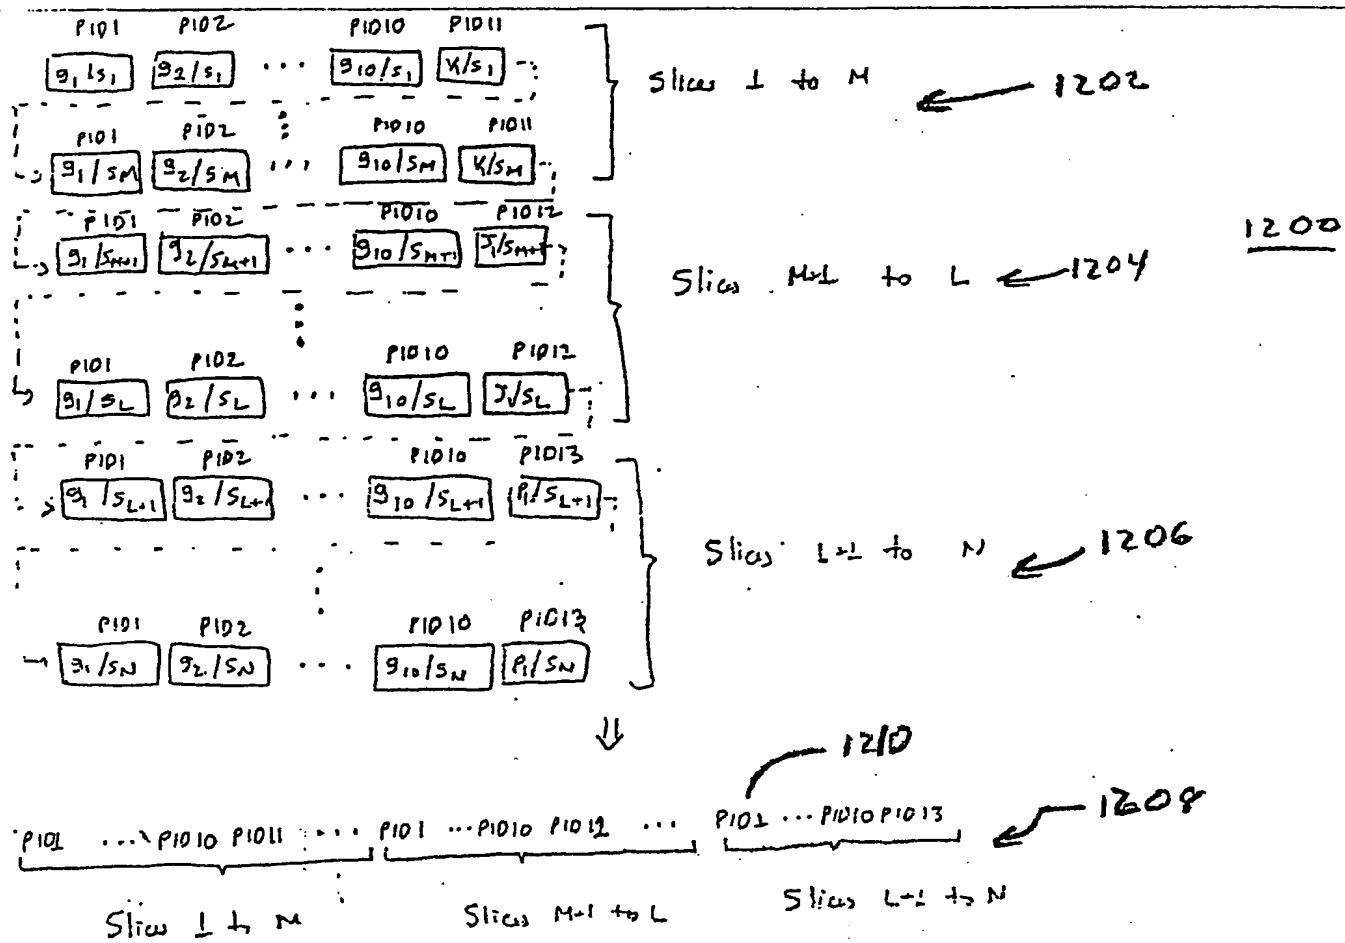 PID1 PID2 PID10 PID11
g1/s1 g2/s1 ... g10/s1 K/s1
Slices 1 to M 1202
PID1 PID2 PID10 PID11
g1/sM g2/sM ... g10/sM K/sM
PID1 PID2 PID10 PID12
g1/sM+1 g2/sM+1 ... g10/sM+1 J1/sM+1
1200
Slices M+1 to L 1204
PID1 PID2 PID10 PID12
g1/sL g2/sL ... g10/sL J1/sL
PID1 PID2 PID10 PID13
g1/sL+1 g2/sL+1 ... g10/sL+1 P1/sL+1
Slices L+1 to N 1206
PID1 PID2 PID10 PID13
g1/sN g2/sN ... g10/sN P1/sN
1210
1208
PID1 ... PID10 PID11 ... PID1 ... PID10 PID12 ... PID1 ... PID10 PID13
Slices 1 to M Slices M+1 to L Slices L+1 to N